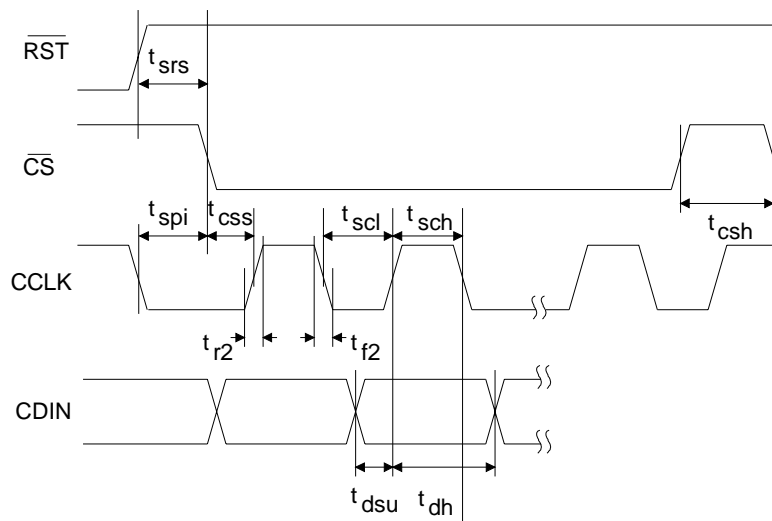 RST
t srs
CS
t spi
t css
t scl
t sch
t csh
CCLK
t r2
t f2
CDIN
t dsu
t dh